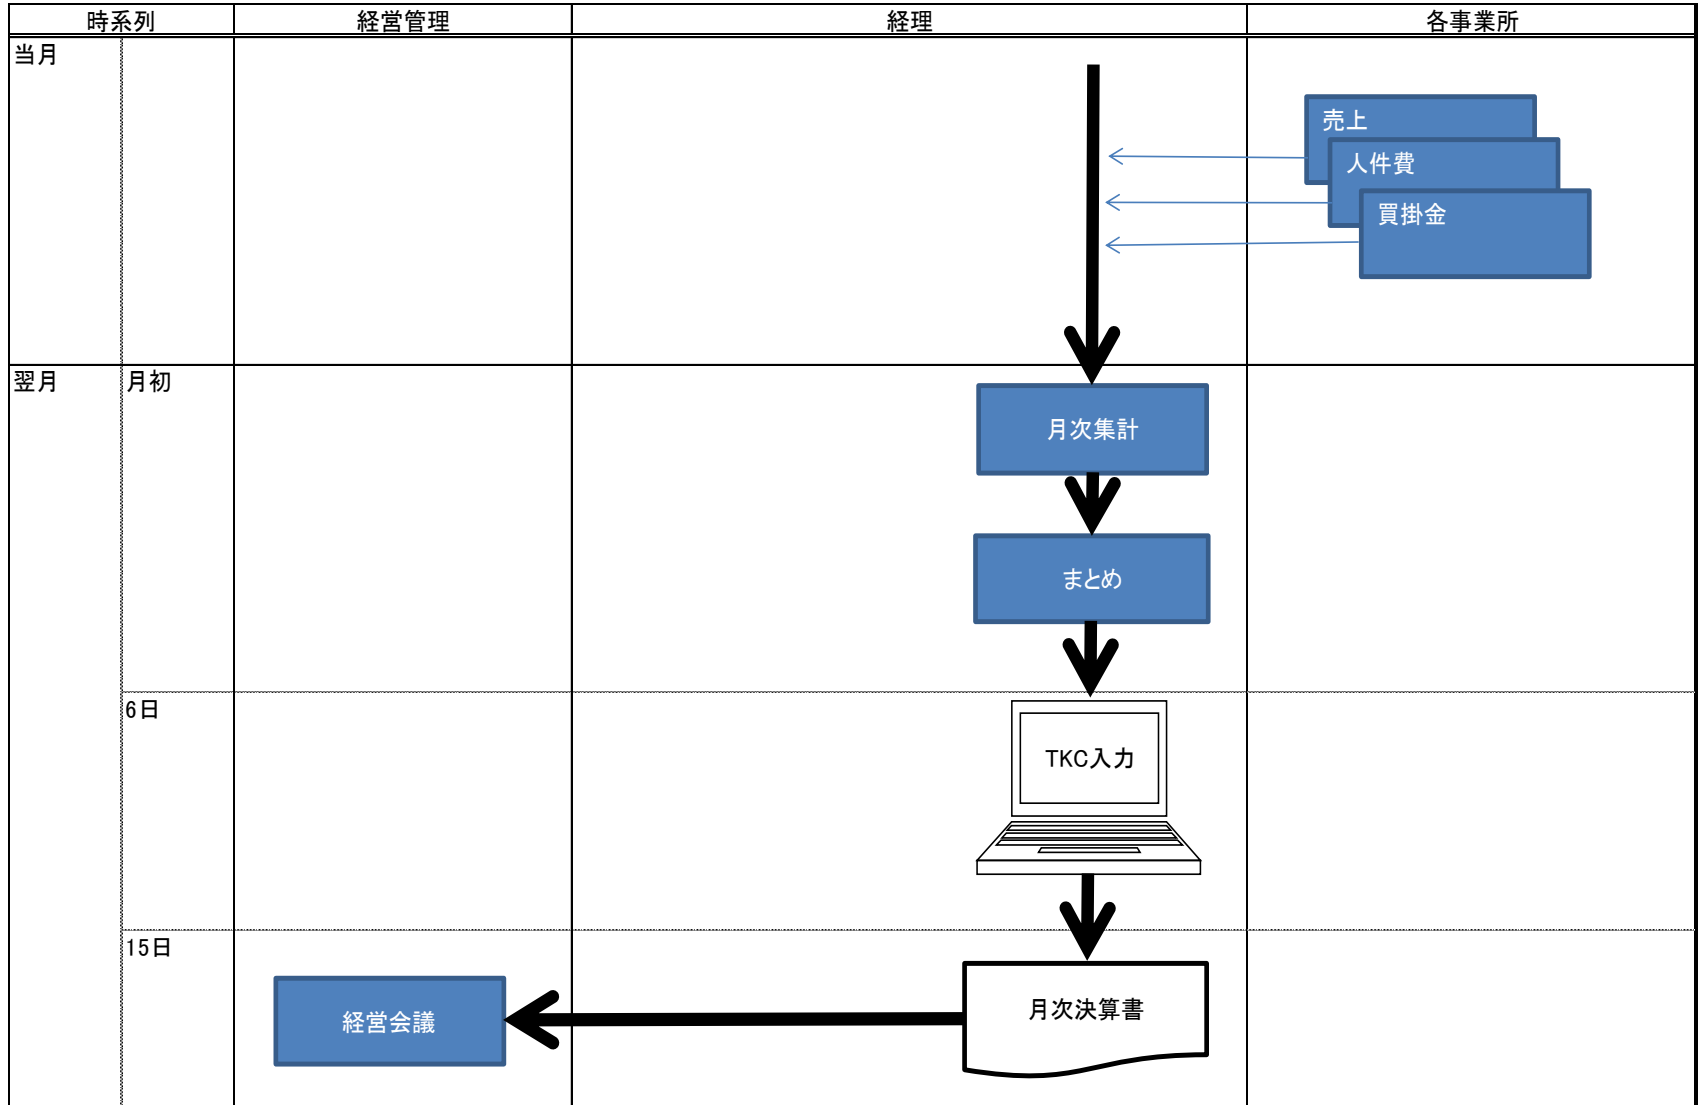 時系列
経営管理
経理
各事業所
当月
売上
人件費
買掛金
翌月
月初
月次集計
まとめ
6日
TKC入力
15日
経営会議
月次決算書